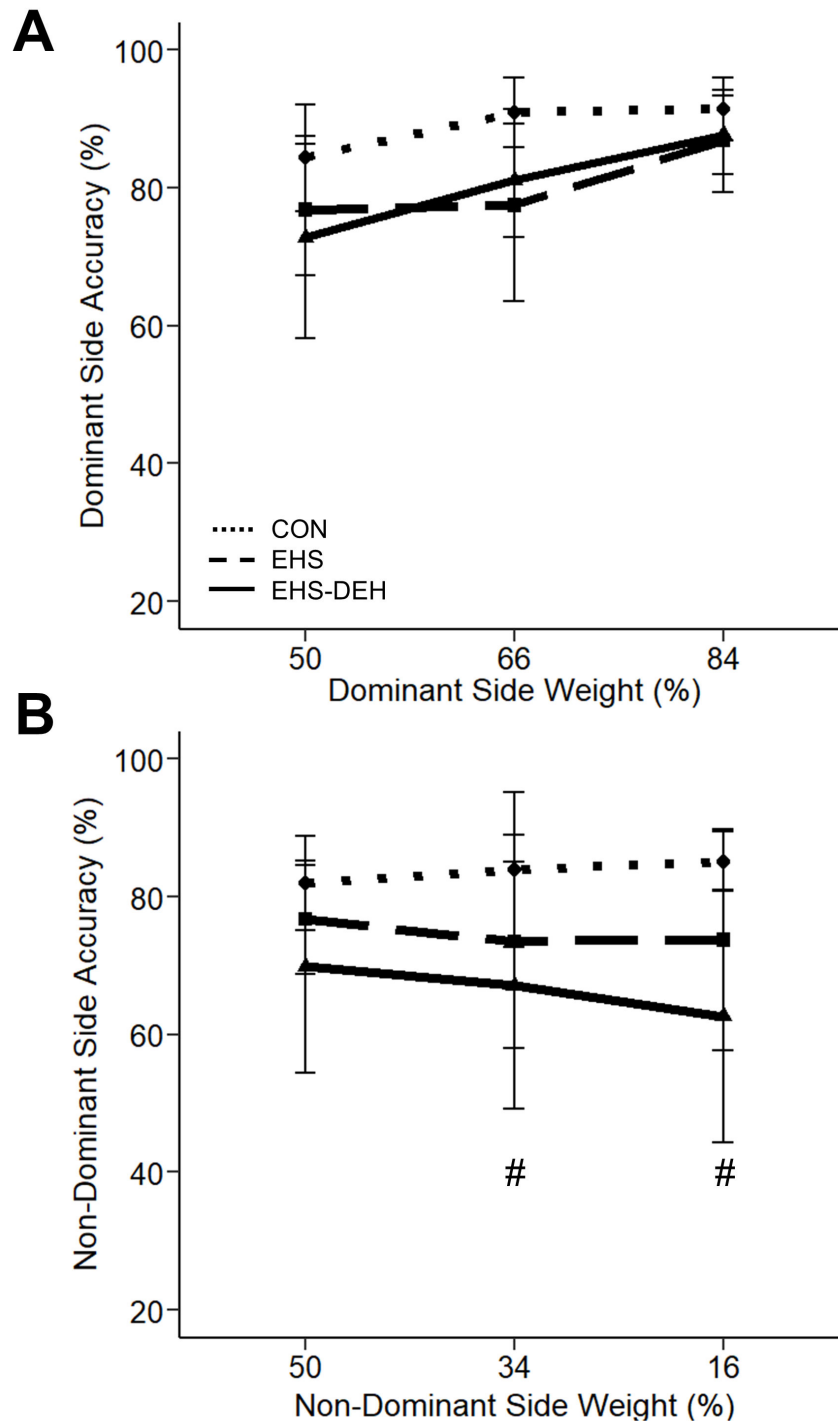 A
Dominant Side Accuracy (%)
100
80
60
40
20
CON
EHS
EHS-DEH
50 66 84
Dominant Side Weight (%)
B
Non-Dominant Side Accuracy (%)
100
80
60
40
20
# #
50 34 16
Non-Dominant Side Weight (%)